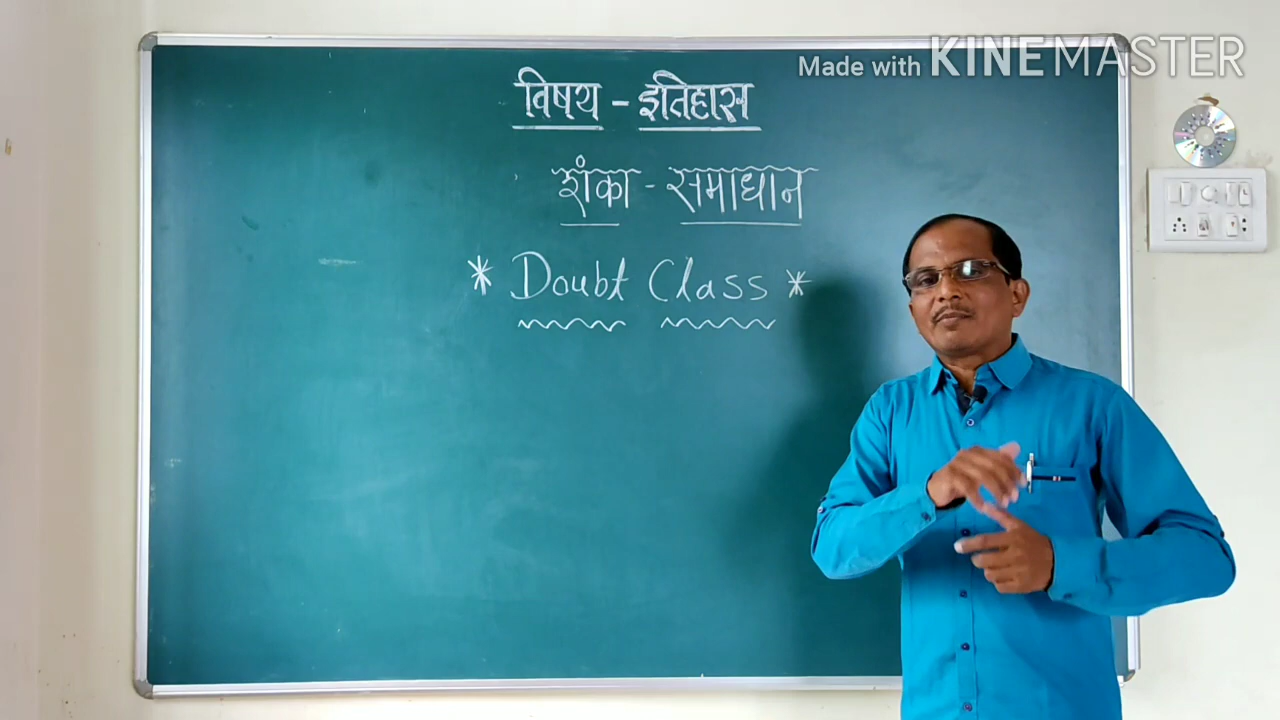 Made with KINEMASTER
विषय - इतिहास
शंका - समाधान
* Doubt Class *